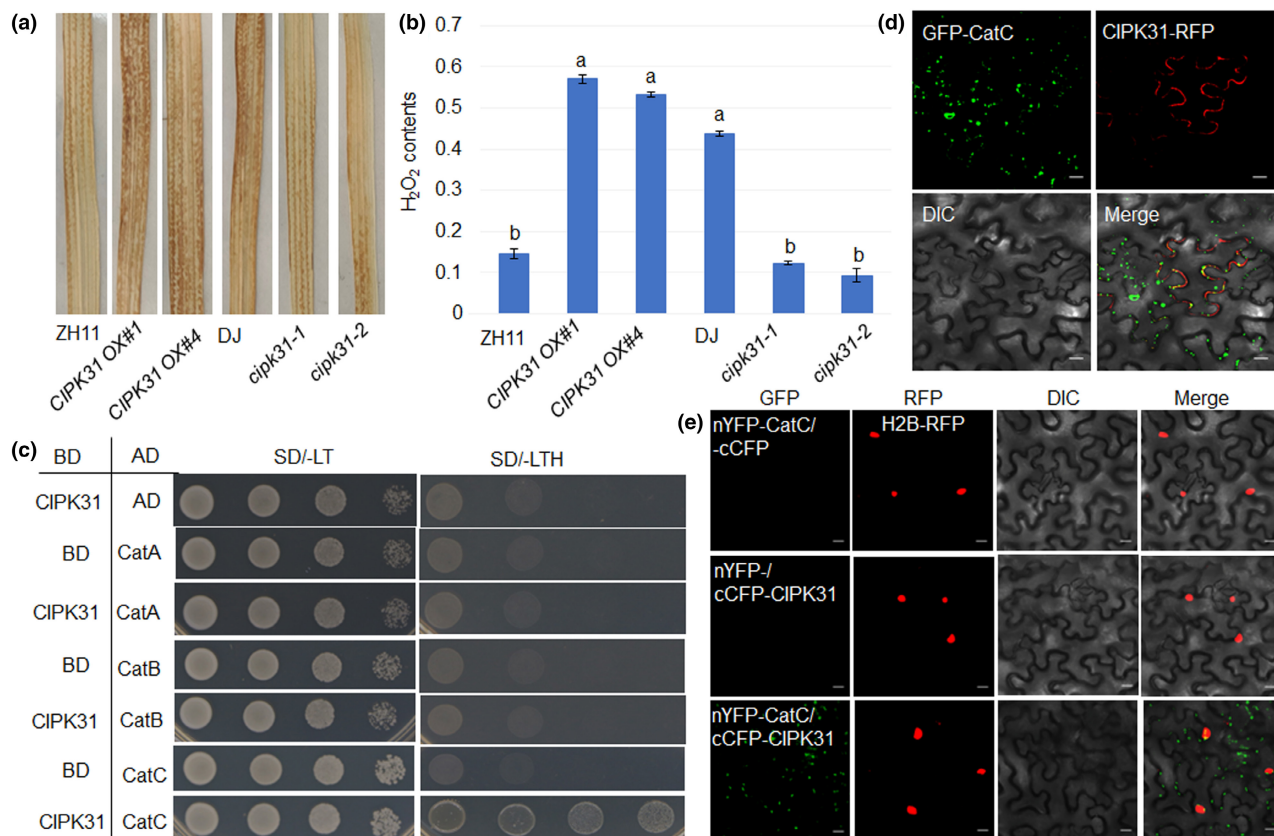 (a)
ZH11
CIPK31 OX#1
CIPK31 OX#4
DJ
cipk31-1
cipk31-2
(b)
H₂O₂ contents
0.7
0.6
0.5
0.4
0.3
0.2
0.1
0
b
a
a
a
b
b
ZH11
CIPK31 OX#1
CIPK31 OX#4
DJ
cipk31-1
cipk31-2
(d)
GFP-CatC
CIPK31-RFP
DIC
Merge
(c)
BD AD SD/-LT SD/-LTH
CIPK31 AD
BD CatA
CIPK31 CatA
BD CatB
CIPK31 CatB
BD CatC
CIPK31 CatC
(e)
GFP RFP DIC Merge
nYFP-CatC/
-cCFP
H2B-RFP
nYFP-/
cCFP-CIPK31
nYFP-CatC/
cCFP-CIPK31